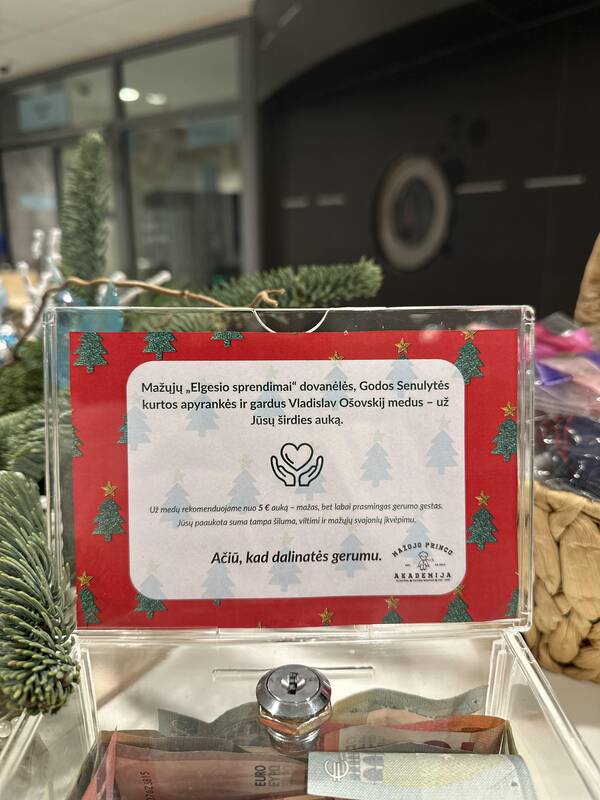 Mažųjų „Elgesio sprendimai“ dovanėlės, Godos Senulytės
kurtos apyrankės ir gardus Vladislav Ošovskij medus – už
Jūsų širdies auką.
Už medų rekomenduojame nuo 5 € auką – mažas, bet labai prasmingas gerumo gestas.
Jūsų paaukota suma tampa šiluma, viltimi ir mažųjų svajonių įkvėpimu.
Ačiū, kad dalinatės gerumu.
MAŽOJO PRINCO
AKADEMIJA
EURO
EYPΩ